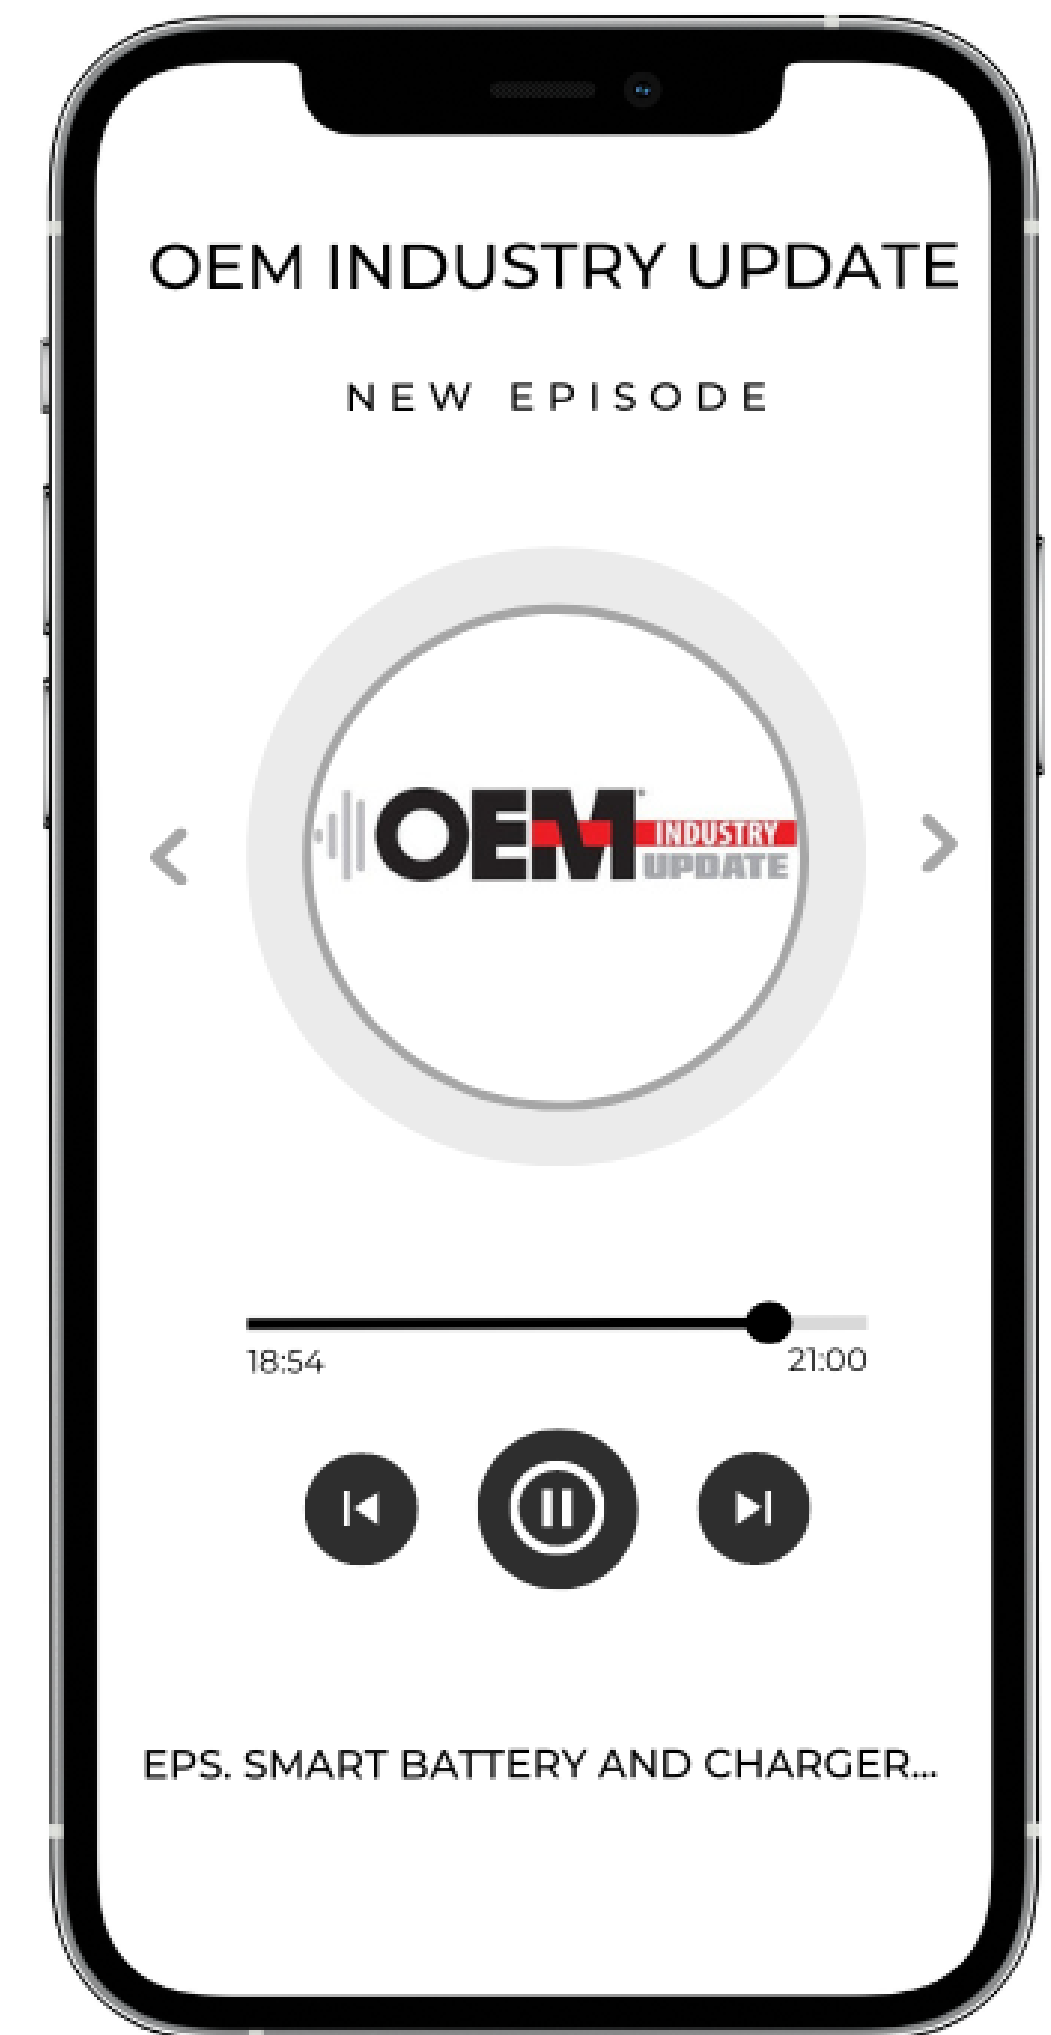 OEM INDUSTRY UPDATE
NEW EPISODE
OEM INDUSTRY
UPDATE
18:54 21:00
EPS. SMART BATTERY AND CHARGER...